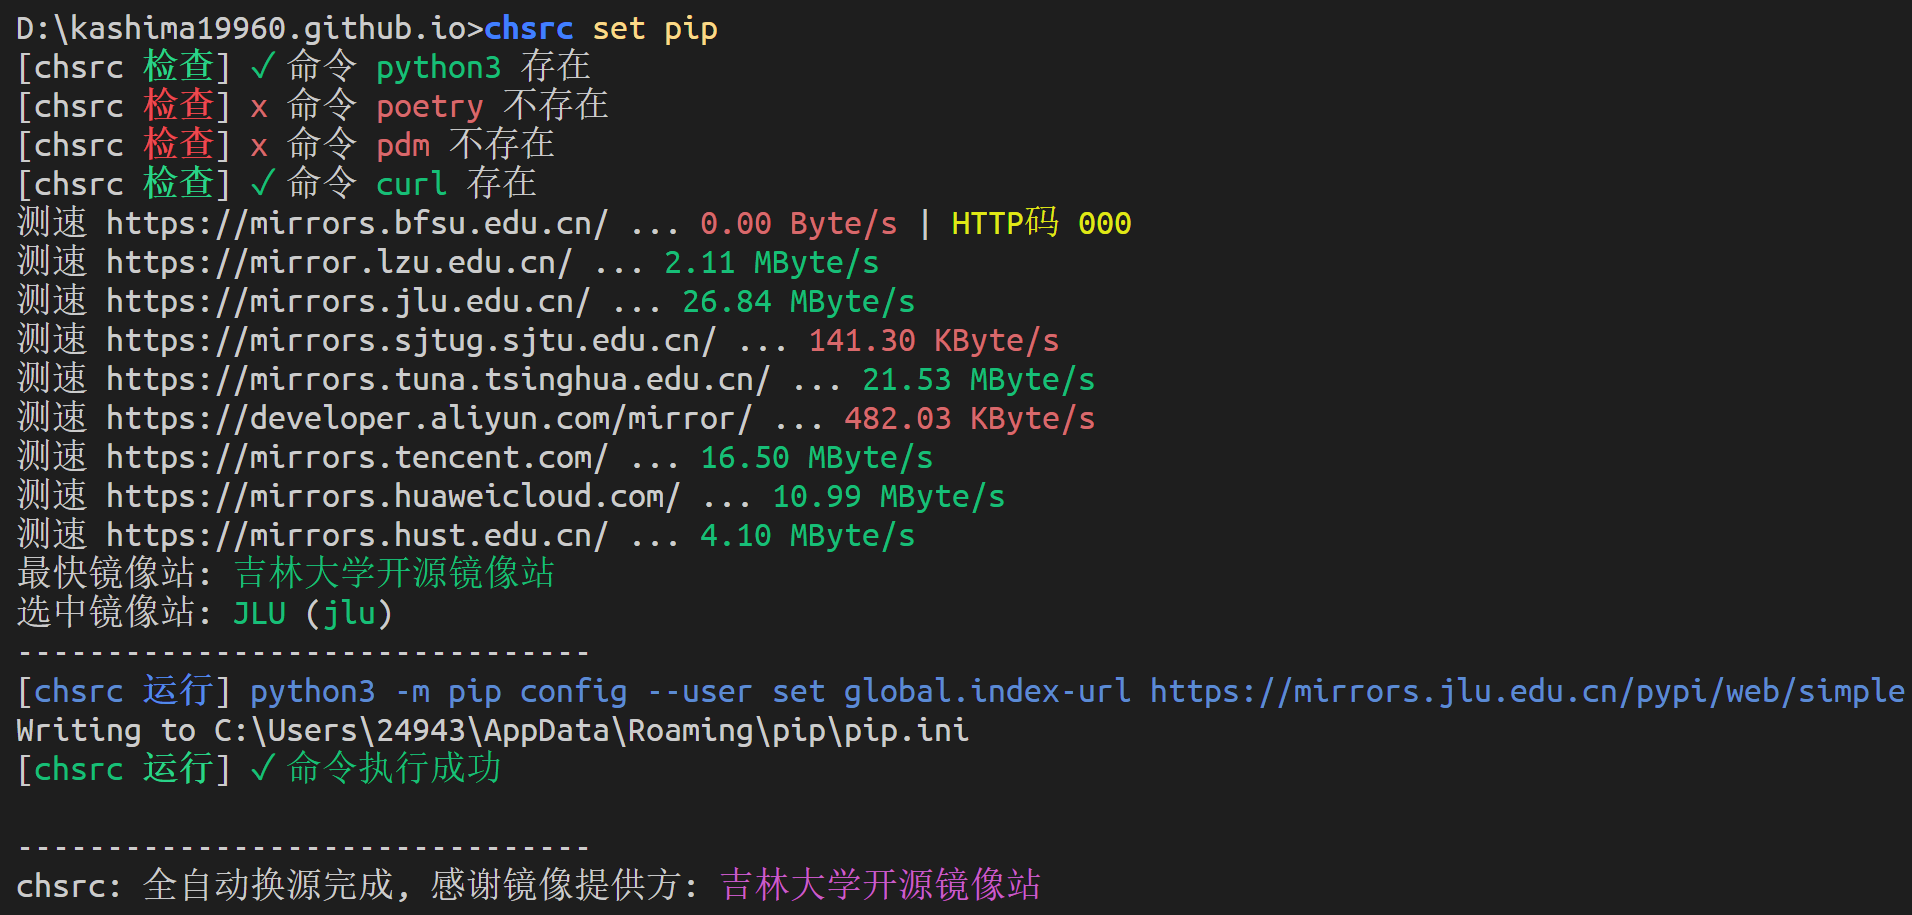 D:\kashima19960.github.io>chsrc set pip
[chsrc 检查] ✓ 命令 python3 存在
[chsrc 检查] x 命令 poetry 不存在
[chsrc 检查] x 命令 pdm 不存在
[chsrc 检查] ✓ 命令 curl 存在
测速 https://mirrors.bfsu.edu.cn/ ... 0.00 Byte/s | HTTP码 000
测速 https://mirror.lzu.edu.cn/ ... 2.11 MByte/s
测速 https://mirrors.jlu.edu.cn/ ... 26.84 MByte/s
测速 https://mirrors.sjtug.sjtu.edu.cn/ ... 141.30 KByte/s
测速 https://mirrors.tuna.tsinghua.edu.cn/ ... 21.53 MByte/s
测速 https://developer.aliyun.com/mirror/ ... 482.03 KByte/s
测速 https://mirrors.tencent.com/ ... 16.50 MByte/s
测速 https://mirrors.huaweicloud.com/ ... 10.99 MByte/s
测速 https://mirrors.hust.edu.cn/ ... 4.10 MByte/s
最快镜像站: 吉林大学开源镜像站
选中镜像站: JLU (jlu)
--------------------------------
[chsrc 运行] python3 -m pip config --user set global.index-url https://mirrors.jlu.edu.cn/pypi/web/simple
Writing to C:\Users\24943\AppData\Roaming\pip\pip.ini
[chsrc 运行] ✓ 命令执行成功
--------------------------------
chsrc: 全自动换源完成, 感谢镜像提供方: 吉林大学开源镜像站